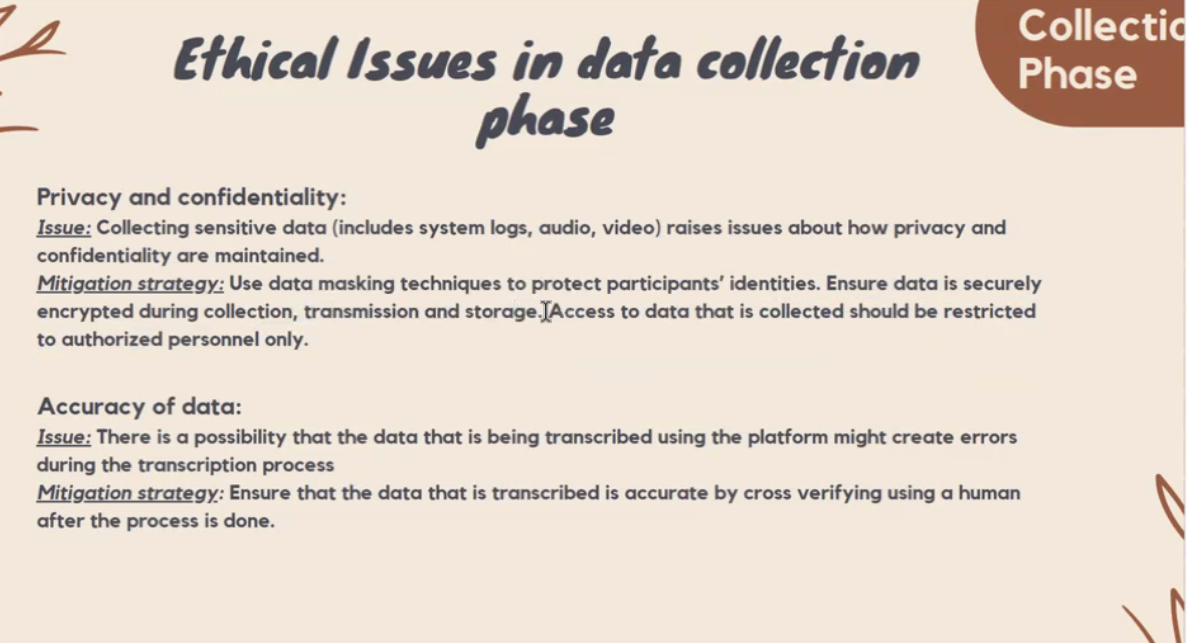 Ethical Issues in data collection
phase
Phase
Privacy and confidentiality:
Issue: Collecting sensitive data (includes system logs, audio, video) raises issues about how privacy and
confidentiality are maintained.
Mitigation strategy: Use data masking techniques to protect participants' identities. Ensure data is securely
encrypted during collection, transmission and storage. Access to data that is collected should be restricted
to authorized personnel only.
Accuracy of data:
Issue: There is a possibility that the data that is being transcribed using the platform might create errors
during the transcription process
Mitigation strategy: Ensure that the data that is transcribed is accurate by cross verifying using a human
after the process is done.